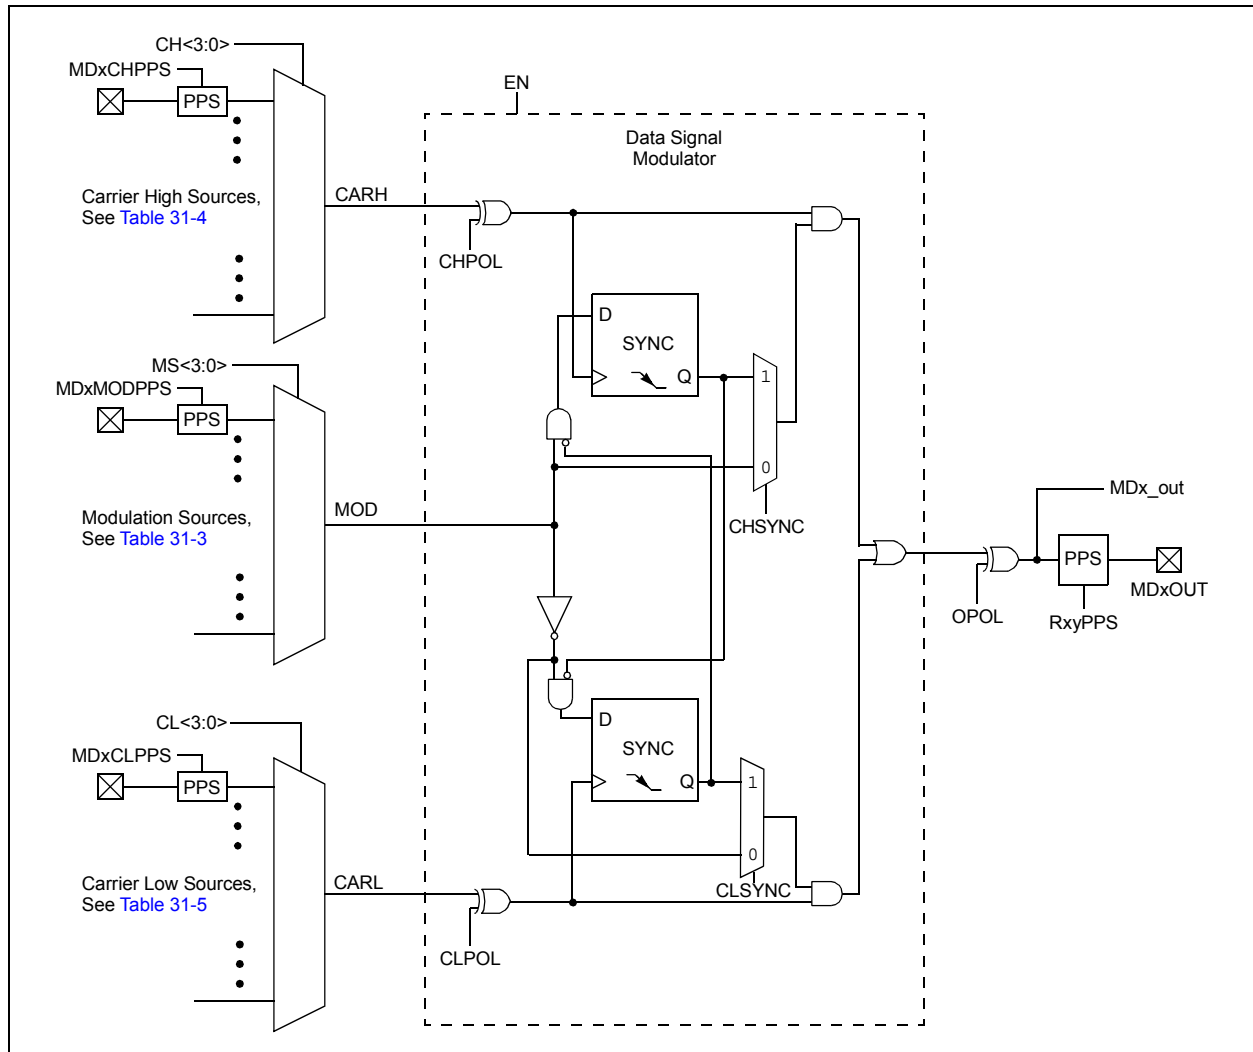 CH<3:0>
MDxCHPPS
PPS
Carrier High Sources,
See Table 31-4
CARH
EN
Data Signal
Modulator
CHPOL
D
SYNC
Q
1
0
CHSYNC
MS<3:0>
MDxMODPPS
PPS
Modulation Sources,
See Table 31-3
MOD
MDx_out
PPS
MDxOUT
OPOL
RxyPPS
CL<3:0>
MDxCLPPS
PPS
Carrier Low Sources,
See Table 31-5
CARL
D
SYNC
Q
1
0
CLSYNC
CLPOL